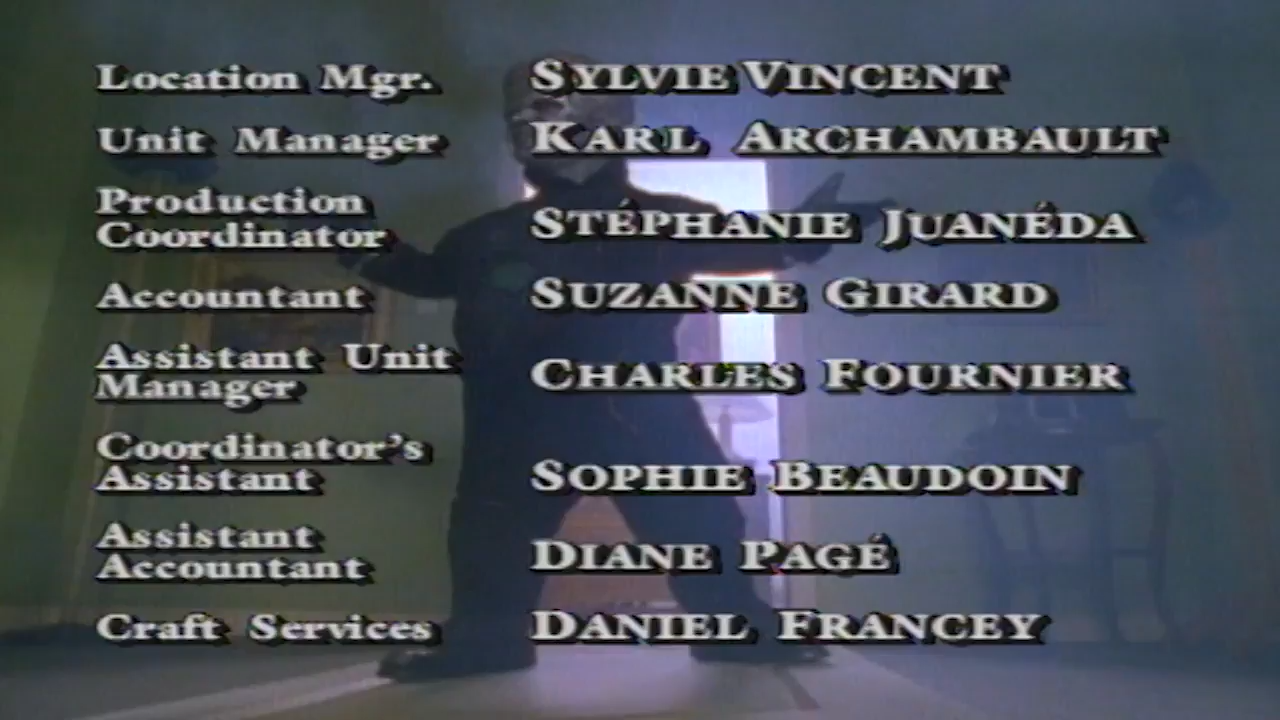 Location Mgr. SYLVIE VINCENT
Unit Manager KARL ARCHAMBAULT
Production
Coordinator STÉPHANIE JUANÉDA
Accountant SUZANNE GIRARD
Assistant Unit
Manager CHARLES FOURNIER
Coordinator's
Assistant SOPHIE BEAUDOIN
Assistant
Accountant DIANE PAGÉ
Craft Services DANIEL FRANCEY